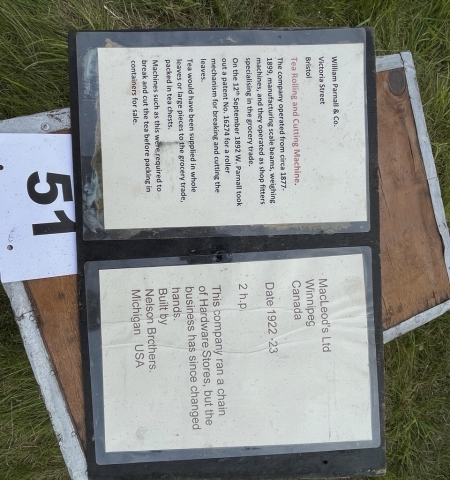 William Parnall & Co.
Victoria Street
Bristol
Tea Rolling and Cutting Machine.
The company operated from circa 1877-
1899, manufacturing scale beams, weighing
machines, and they operated as shop fitters
specialising in the grocery trade.
On the 12th September 1892 W. Parnall took
out a patent No. 16274 for a roller
mechanism for breaking and cutting the
leaves.
Tea would have been supplied in whole
leaves or large pieces to the grocery trade,
packed in tea chests.
Machines such as this were required to
break and cut the tea before packing in
containers for sale.
MacLeod's Ltd
Winnipeg
Canada
Date 1922 -23
2 h.p
This company ran a chain
of Hardware Stores, but the
business has since changed
hands.
Built by
Nelson Brothers.
Michigan USA
51